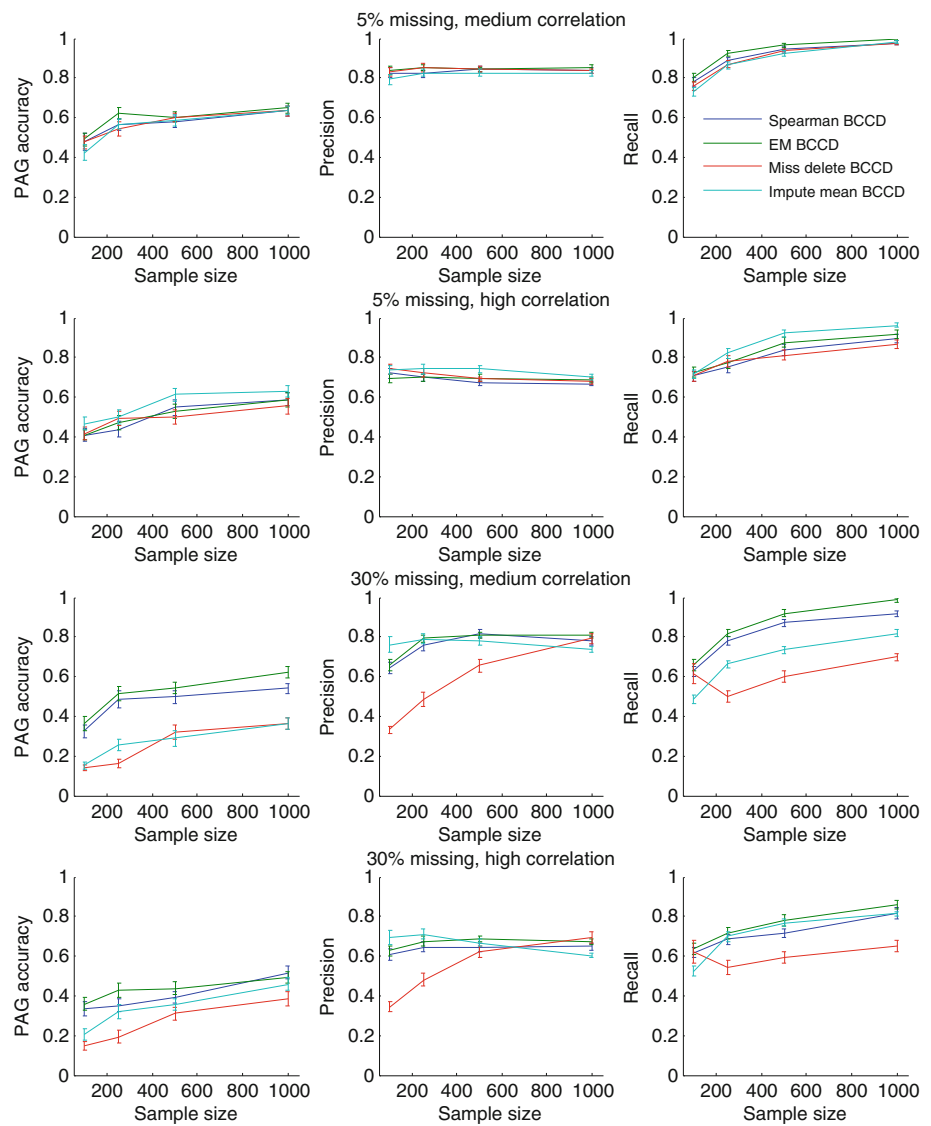 5% missing, medium correlation
PAG accuracy
1
0.8
0.6
0.4
0.2
0
200 400 600 800 1000
Sample size
Precision
1
0.8
0.6
0.4
0.2
0
200 400 600 800 1000
Sample size
Recall
1
0.8
0.6
0.4
0.2
0
200 400 600 800 1000
Sample size
Spearman BCCD
EM BCCD
Miss delete BCCD
Impute mean BCCD
5% missing, high correlation
PAG accuracy
1
0.8
0.6
0.4
0.2
0
200 400 600 800 1000
Sample size
Precision
1
0.8
0.6
0.4
0.2
0
200 400 600 800 1000
Sample size
Recall
1
0.8
0.6
0.4
0.2
0
200 400 600 800 1000
Sample size
30% missing, medium correlation
PAG accuracy
1
0.8
0.6
0.4
0.2
0
200 400 600 800 1000
Sample size
Precision
1
0.8
0.6
0.4
0.2
0
200 400 600 800 1000
Sample size
Recall
1
0.8
0.6
0.4
0.2
0
200 400 600 800 1000
Sample size
30% missing, high correlation
PAG accuracy
1
0.8
0.6
0.4
0.2
0
200 400 600 800 1000
Sample size
Precision
1
0.8
0.6
0.4
0.2
0
200 400 600 800 1000
Sample size
Recall
1
0.8
0.6
0.4
0.2
0
200 400 600 800 1000
Sample size